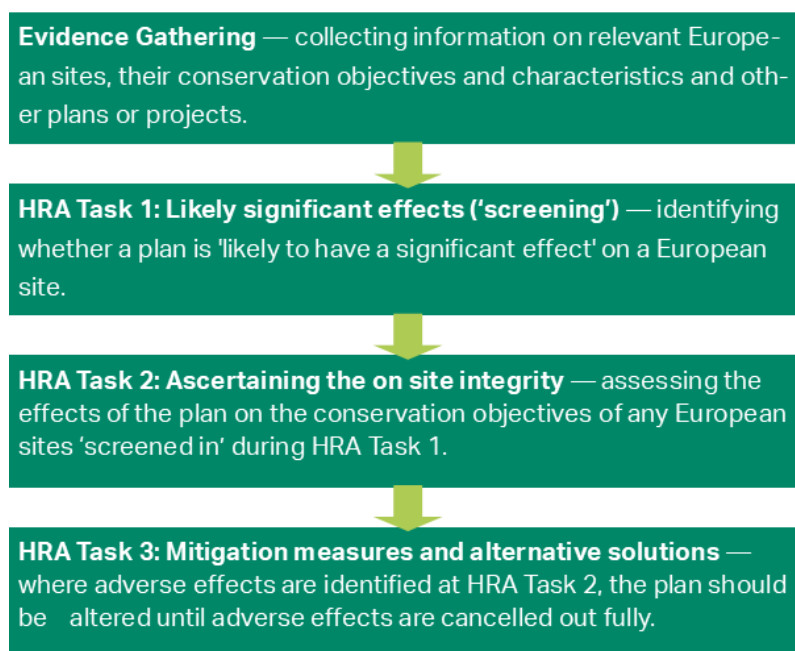 Evidence Gathering — collecting information on relevant Europe-
an sites, their conservation objectives and characteristics and oth-
er plans or projects.
HRA Task 1: Likely significant effects (‘screening’) — identifying
whether a plan is 'likely to have a significant effect' on a European
site.
HRA Task 2: Ascertaining the on site integrity — assessing the
effects of the plan on the conservation objectives of any European
sites ‘screened in’ during HRA Task 1.
HRA Task 3: Mitigation measures and alternative solutions —
where adverse effects are identified at HRA Task 2, the plan should
be altered until adverse effects are cancelled out fully.